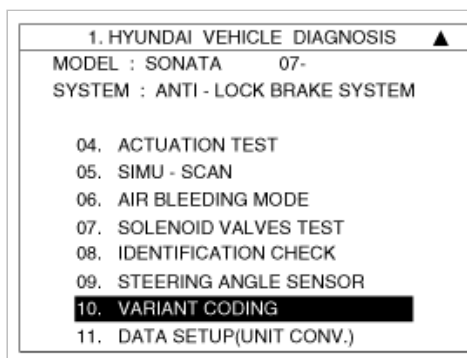 1. HYUNDAI VEHICLE DIAGNOSIS ▲
MODEL : SONATA 07-
SYSTEM : ANTI - LOCK BRAKE SYSTEM
04. ACTUATION TEST
05. SIMU - SCAN
06. AIR BLEEDING MODE
07. SOLENOID VALVES TEST
08. IDENTIFICATION CHECK
09. STEERING ANGLE SENSOR
10. VARIANT CODING
11. DATA SETUP(UNIT CONV.)